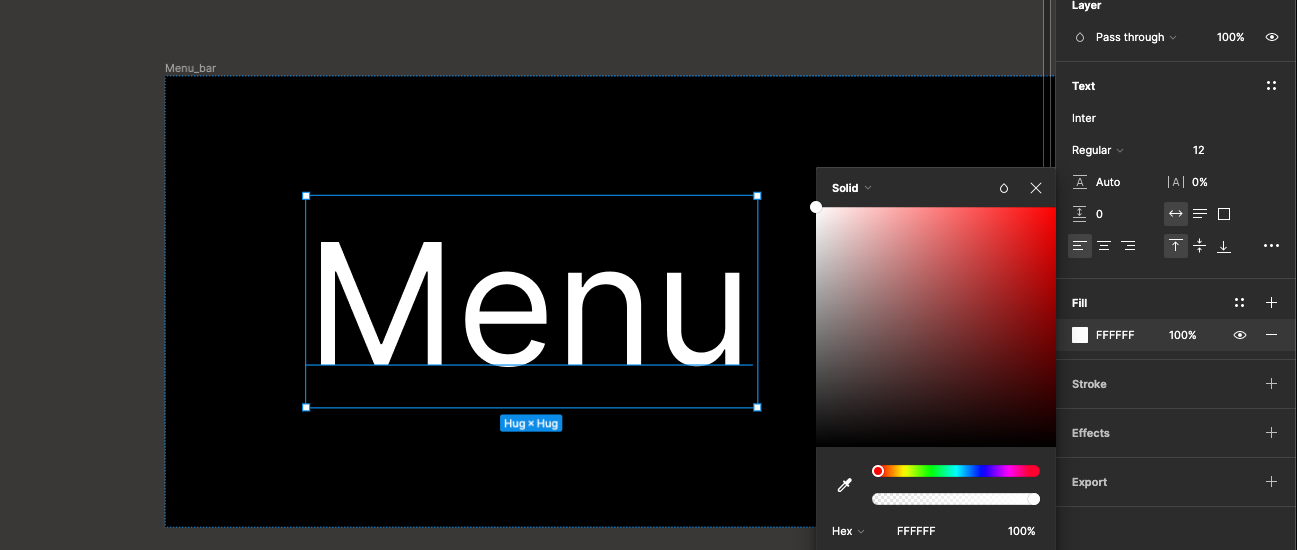 Layer
Pass through 100%
Menu_bar
Text
Inter
Regular 12
A Auto |A| 0%
0
Menu
Hug × Hug
Solid
Fill
FFFFFF 100%
Stroke
Effects
Export
Hex FFFFFF 100%